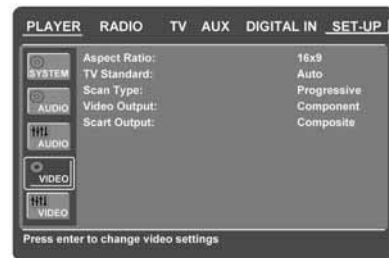 PLAYER RADIO TV AUX DIGITAL IN SET-UP
SYSTEM
AUDIO
AUDIO
VIDEO
VIDEO
Aspect Ratio: 16x9
TV Standard: Auto
Scan Type: Progressive
Video Output: Component
Scart Output: Composite
Press enter to change video settings